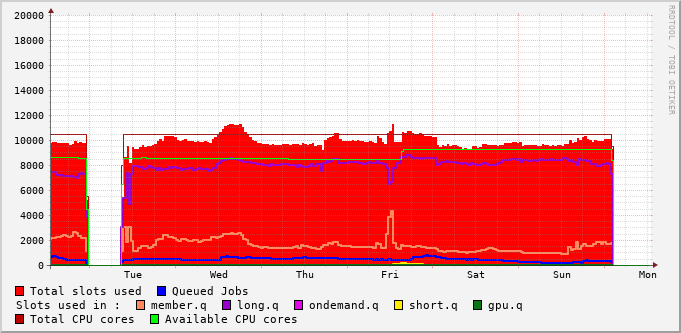 RRDTOOL / TOBI OETIKER
20000
18000
16000
14000
12000
10000
8000
6000
4000
2000
0
Tue Wed Thu Fri Sat Sun Mon
Total slots used Queued Jobs
Slots used in : member.q long.q ondemand.q short.q gpu.q
Total CPU cores Available CPU cores